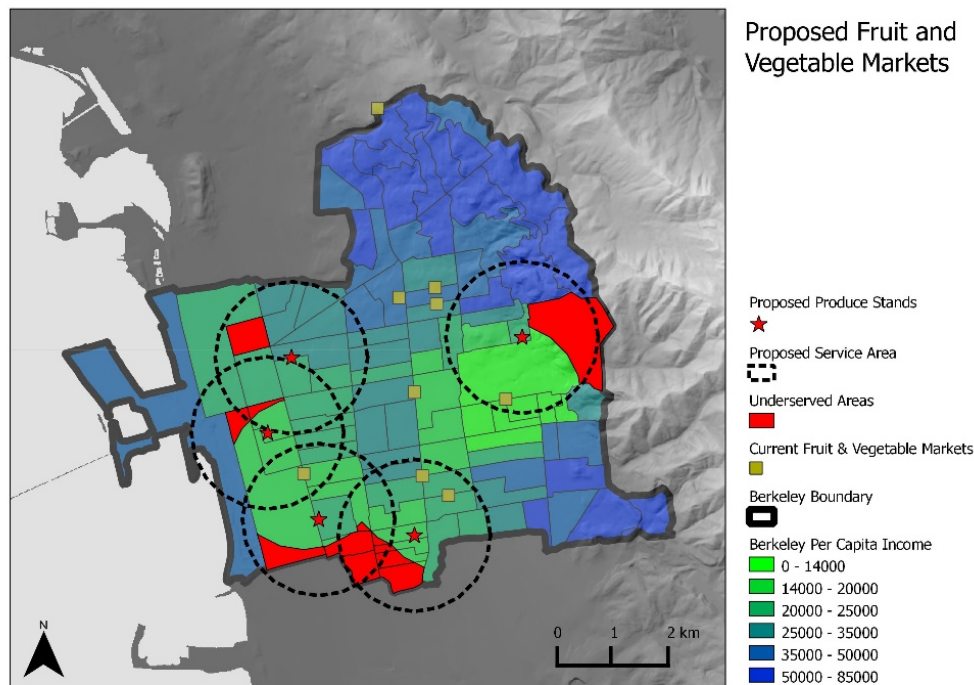 Proposed Fruit and
Vegetable Markets
Proposed Produce Stands
Proposed Service Area
Underserved Areas
Current Fruit & Vegetable Markets
Berkeley Boundary
Berkeley Per Capita Income
0 - 14000
14000 - 20000
20000 - 25000
25000 - 35000
35000 - 50000
50000 - 85000
N
0 1 2 km